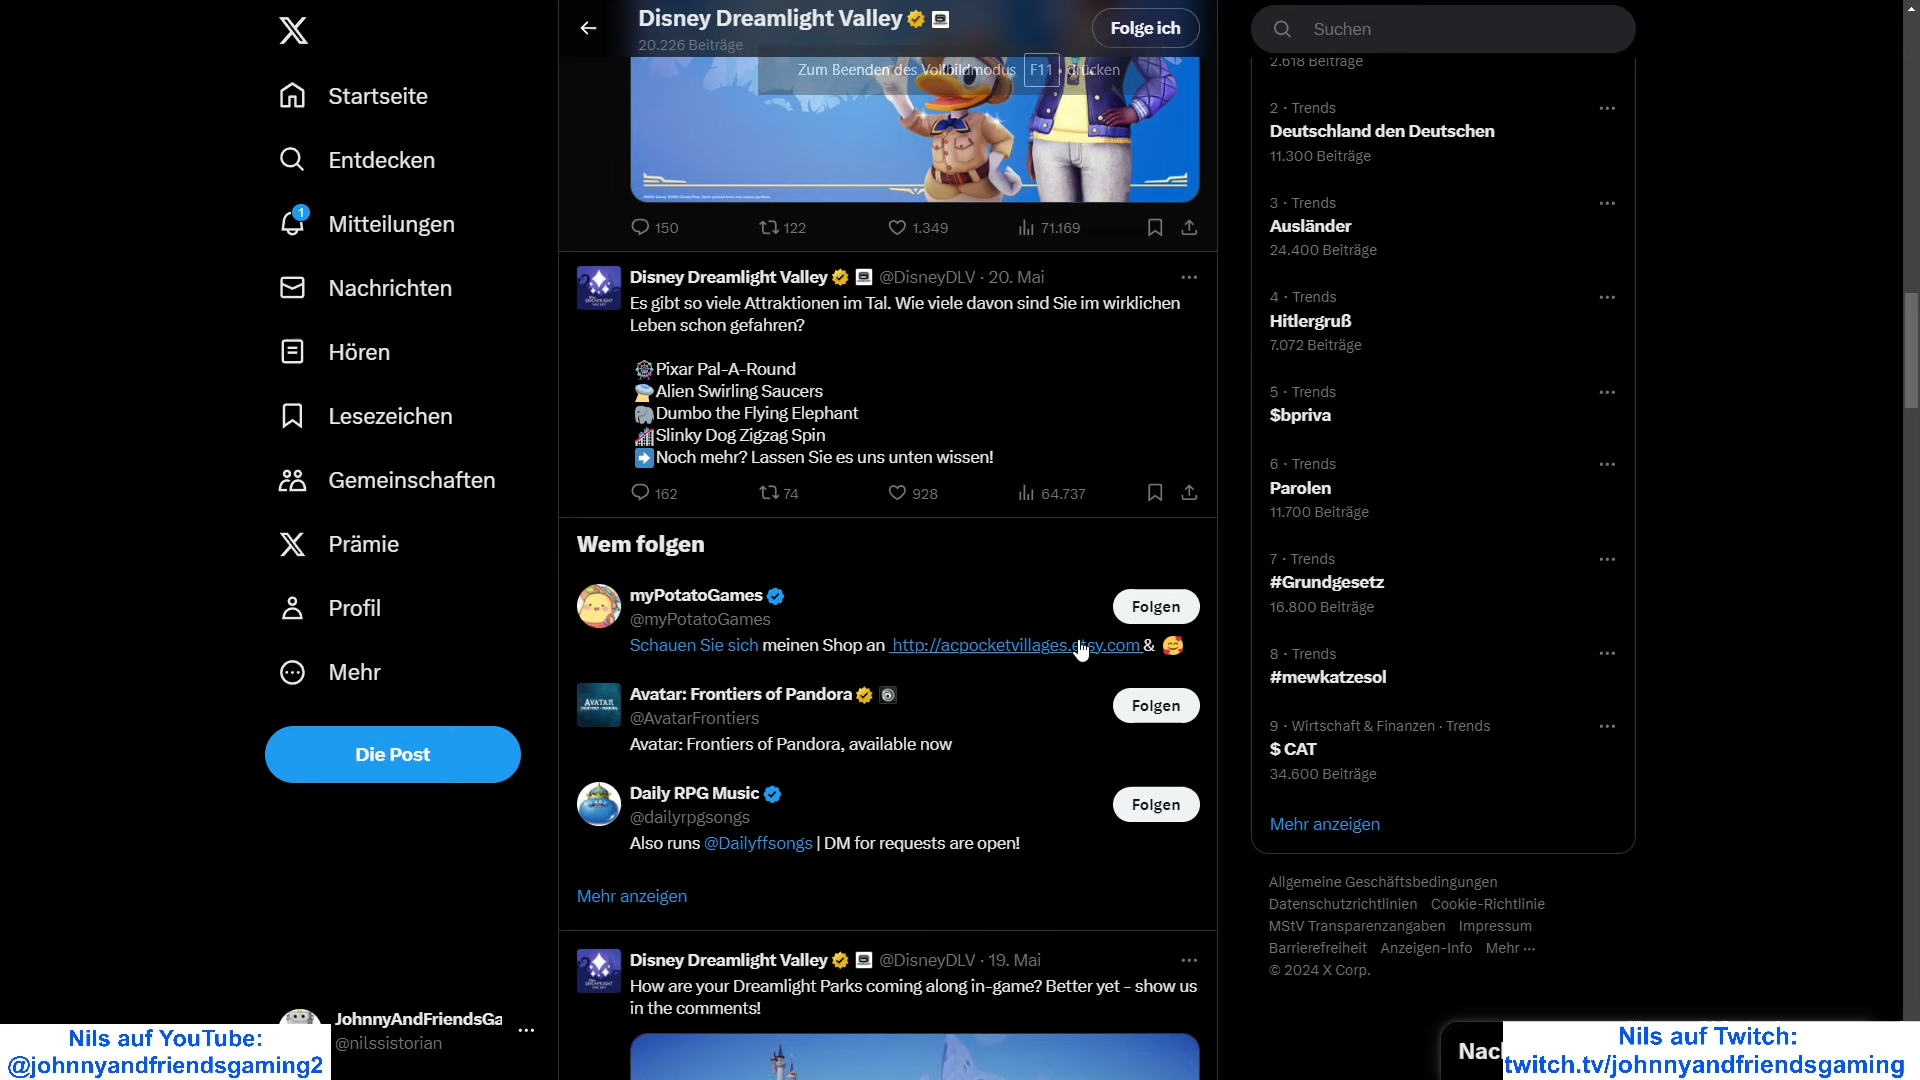 Startseite
Entdecken
1
Mitteilungen
Nachrichten
Hören
Lesezeichen
Gemeinschaften
Prämie
Profil
Mehr
Die Post
JohnnyAndFriendsGa
@nilssistorian
Nils auf YouTube:
@johnnyandfriendsgaming2
Disney Dreamlight Valley
20.226 Beiträge
Folge ich
Zum Beenden des Vollbildmodus F11 drücken
150 122 1.349 71.169
Disney Dreamlight Valley @DisneyDLV · 20. Mai
Es gibt so viele Attraktionen im Tal. Wie viele davon sind Sie im wirklichen
Leben schon gefahren?
🎡Pixar Pal-A-Round
🛸Alien Swirling Saucers
🐘Dumbo the Flying Elephant
🎢Slinky Dog Zigzag Spin
➡️Noch mehr? Lassen Sie es uns unten wissen!
162 74 928 64.737
Wem folgen
myPotatoGames
@myPotatoGames
Folgen
Schauen Sie sich meinen Shop an http://acpocketvillages.etsy.com & 🥰
Avatar: Frontiers of Pandora
@AvatarFrontiers
Folgen
Avatar: Frontiers of Pandora, available now
Daily RPG Music
@dailyrpgsongs
Folgen
Also runs @Dailyffsongs | DM for requests are open!
Mehr anzeigen
Disney Dreamlight Valley @DisneyDLV · 19. Mai
How are your Dreamlight Parks coming along in-game? Better yet - show us
in the comments!
Suchen
2.618 Beiträge
2 · Trends
Deutschland den Deutschen
11.300 Beiträge
3 · Trends
Ausländer
24.400 Beiträge
4 · Trends
Hitlergruß
7.072 Beiträge
5 · Trends
$bpriva
6 · Trends
Parolen
11.700 Beiträge
7 · Trends
#Grundgesetz
16.800 Beiträge
8 · Trends
#mewkatzesol
9 · Wirtschaft & Finanzen · Trends
$ CAT
34.600 Beiträge
Mehr anzeigen
Allgemeine Geschäftsbedingungen
Datenschutzrichtlinien Cookie-Richtlinie
MStV Transparenzangaben Impressum
Barrierefreiheit Anzeigen-Info Mehr ···
© 2024 X Corp.
Nach
Nils auf Twitch:
twitch.tv/johnnyandfriendsgaming